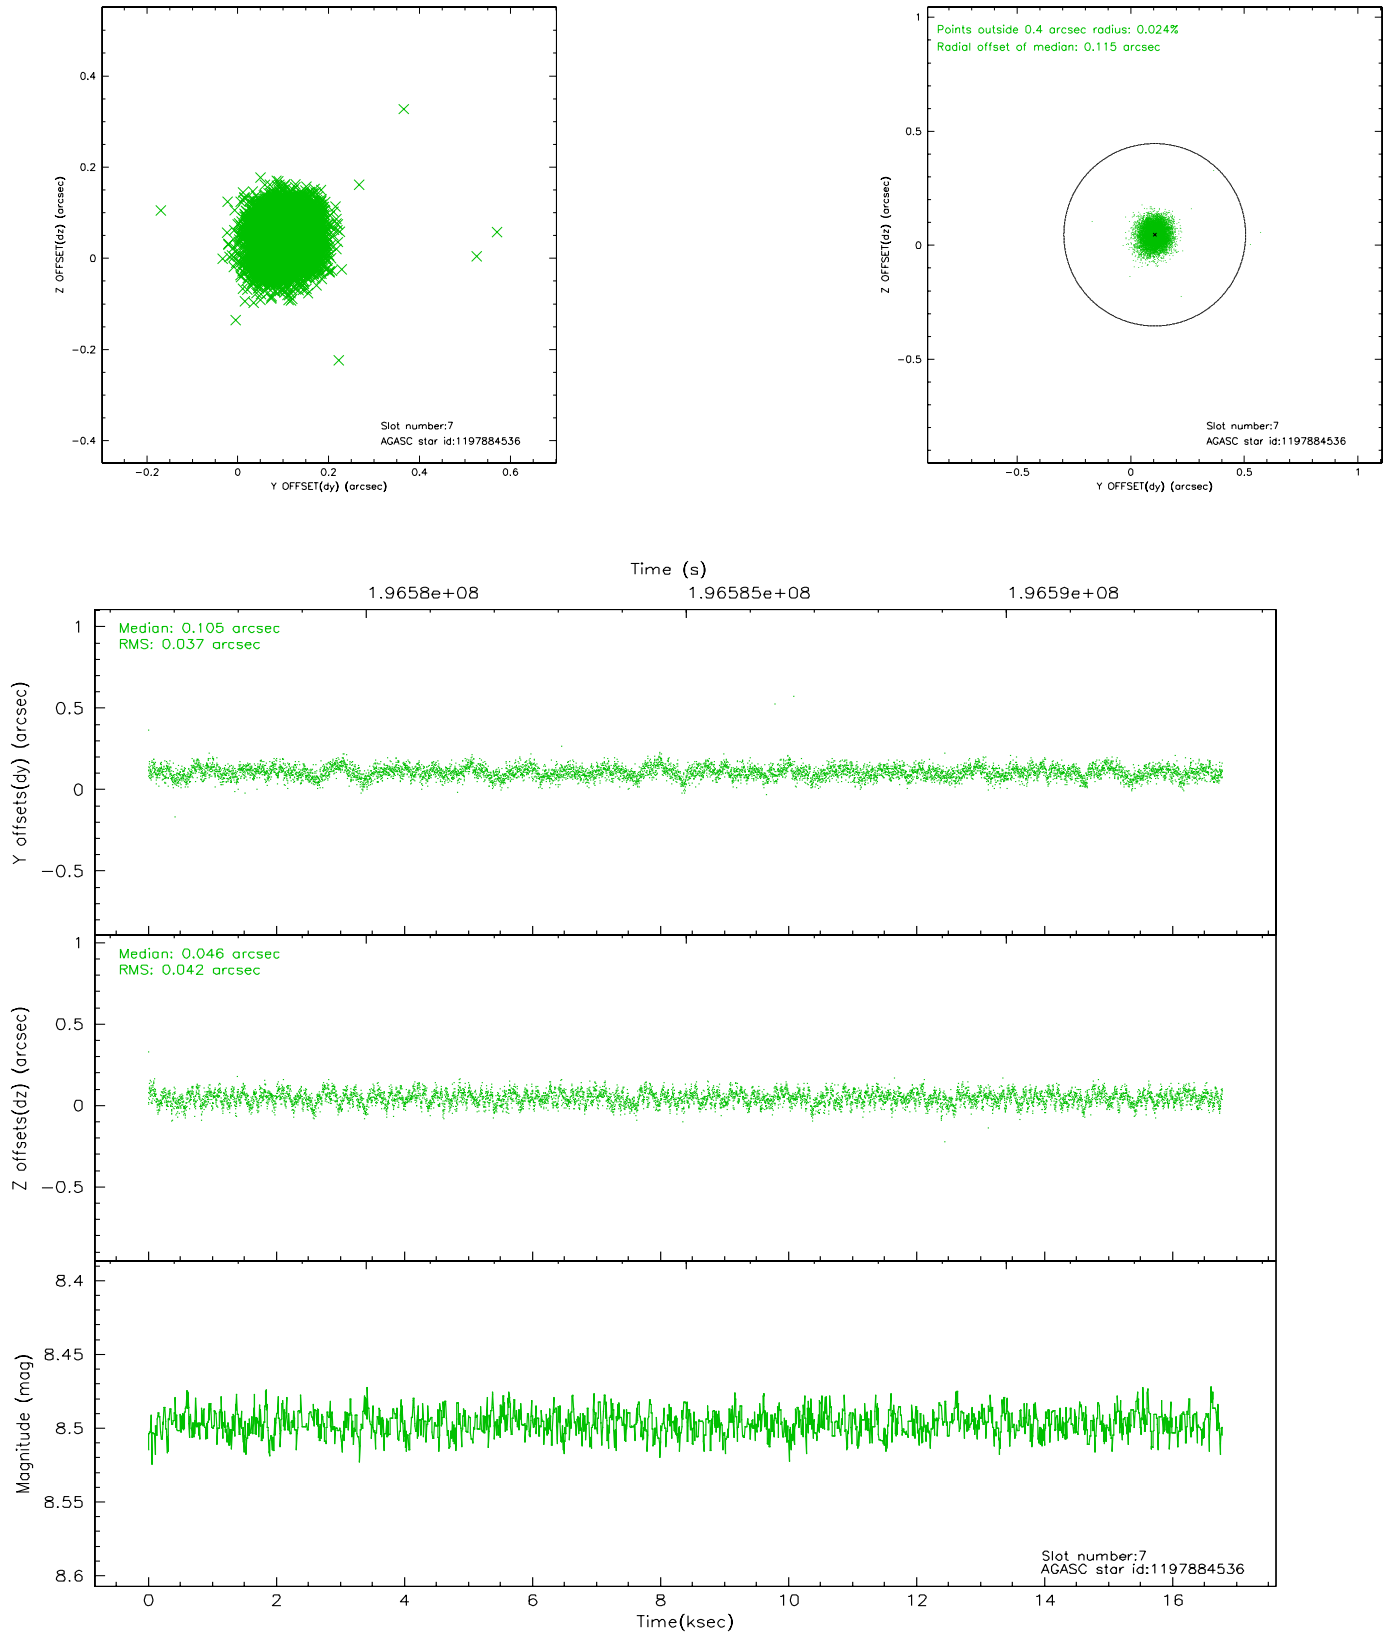 0.4
0.2
0
-0.2
-0.4
Z OFFSET(dz) (arcsec)
Slot number:7
AGASC star id:1197884536
-0.2 0 0.2 0.4 0.6
Y OFFSET(dy) (arcsec)
Points outside 0.4 arcsec radius: 0.024%
Radial offset of median: 0.115 arcsec
1
0.5
0
-0.5
Z OFFSET(dz) (arcsec)
Slot number:7
AGASC star id:1197884536
-0.5 0 0.5 1
Y OFFSET(dy) (arcsec)
Time (s)
1.9658e+08 1.96585e+08 1.9659e+08
Median: 0.105 arcsec
RMS: 0.037 arcsec
1
0.5
0
-0.5
Y offsets(dy) (arcsec)
Median: 0.046 arcsec
RMS: 0.042 arcsec
1
0.5
0
-0.5
Z offsets(dz) (arcsec)
8.4
8.45
8.5
8.55
8.6
Magnitude (mag)
Slot number:7
AGASC star id:1197884536
0 2 4 6 8 10 12 14 16
Time(ksec)